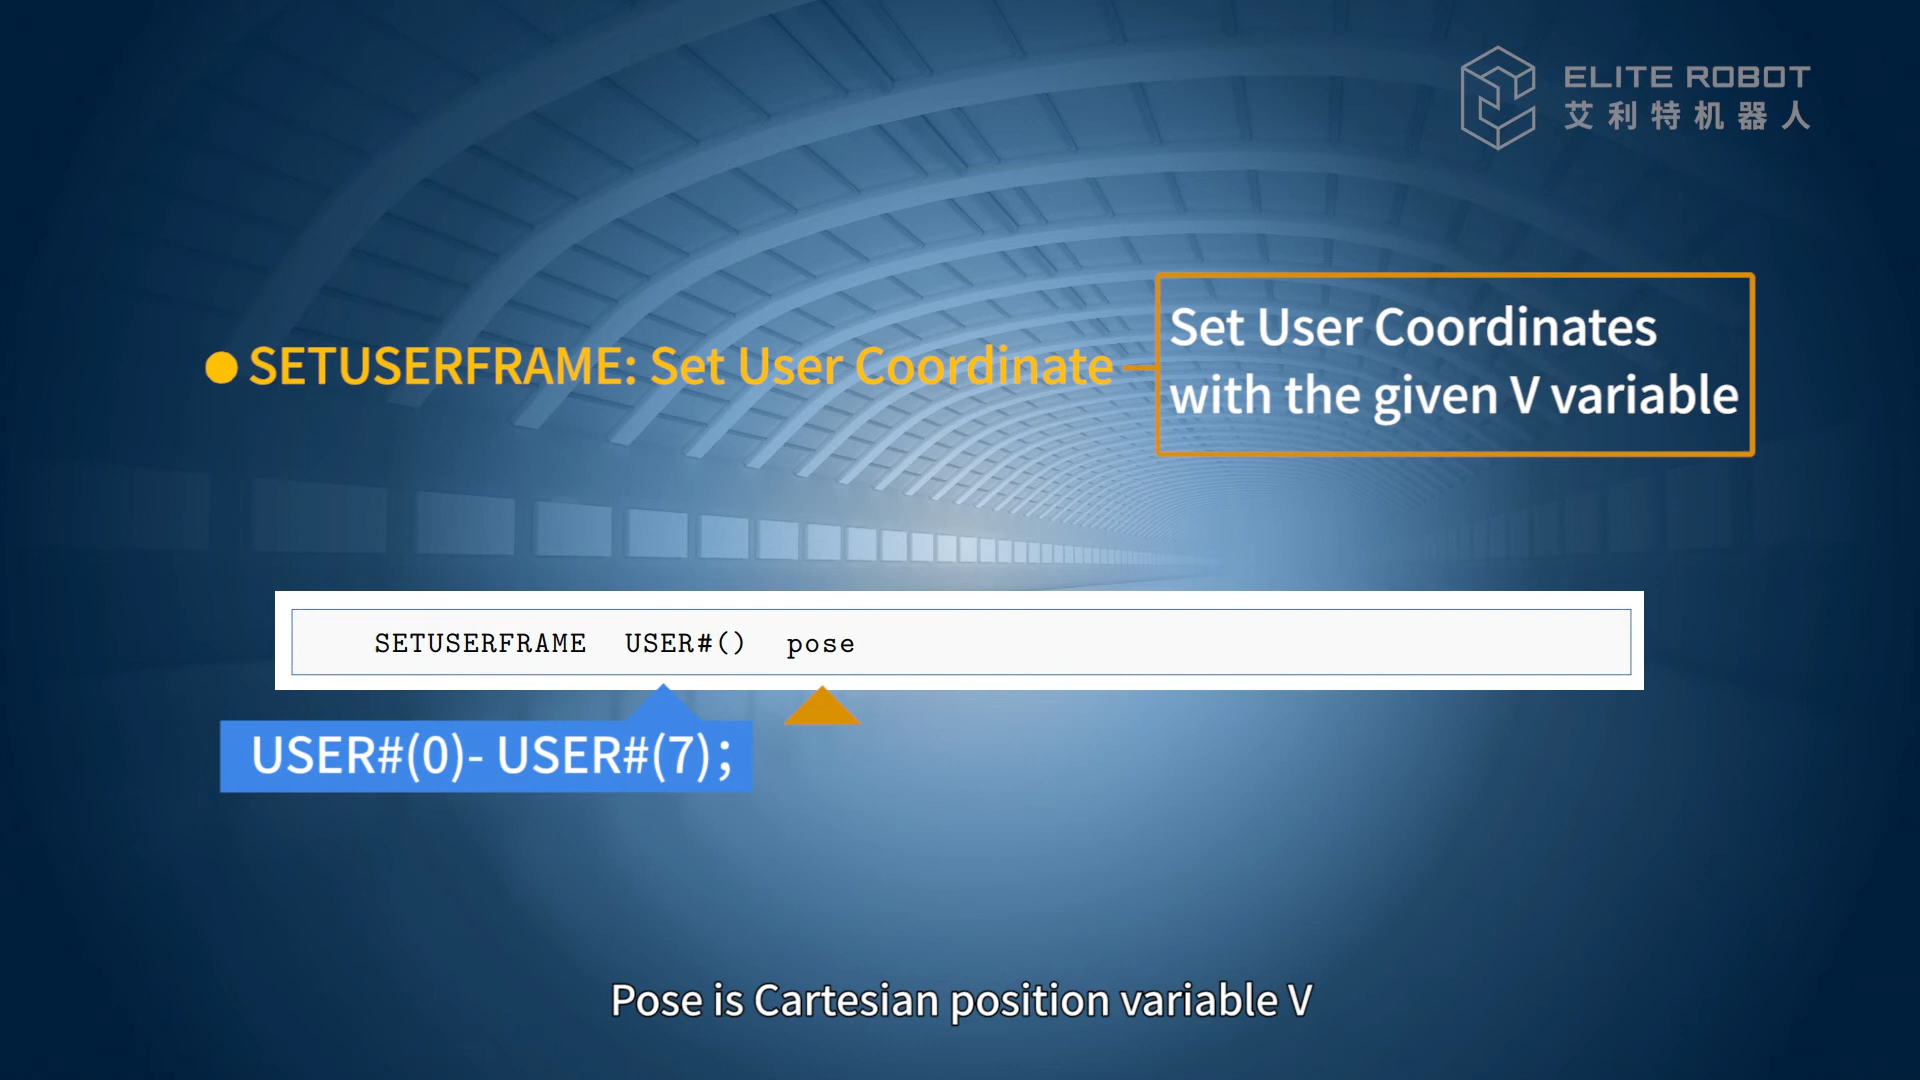 ELITE ROBOT
艾利特机器人
SETUSERFRAME: Set User Coordinate
Set User Coordinates
with the given V variable
SETUSERFRAME USER#() pose
USER#(0)- USER#(7)；
Pose is Cartesian position variable V